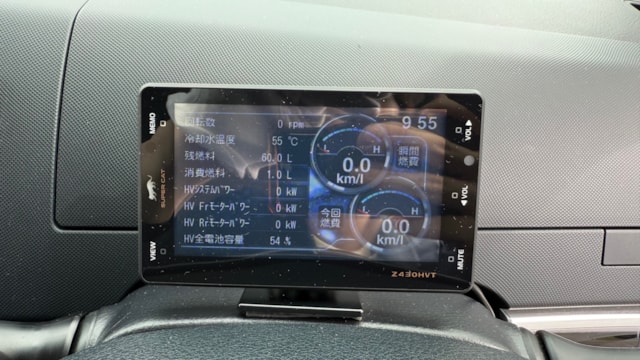 MEMO
回転数 0 rpm
冷却水温度 55 ℃
残燃料 60.0 L
消費燃料 1.0 L
HVシステムパワー 0 kW
HV Frモーターパワー 0 kW
HV Rrモーターパワー 0 kW
HV全電池容量 54 %
9 55
L H
0.0
km/l
瞬間
燃費
今回
燃費
L H
0.0
km/l
SUPER CAT
VIEW
VOL
VOL
MUTE
Z430HVT